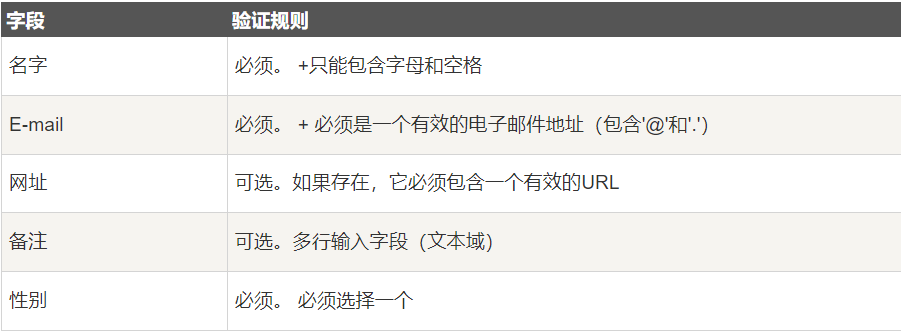 字段 验证规则
名字 必须。 +只能包含字母和空格
E-mail 必须。 + 必须是一个有效的电子邮件地址（包含'@'和'.'）
网址 可选。如果存在，它必须包含一个有效的URL
备注 可选。多行输入字段（文本域）
性别 必须。 必须选择一个